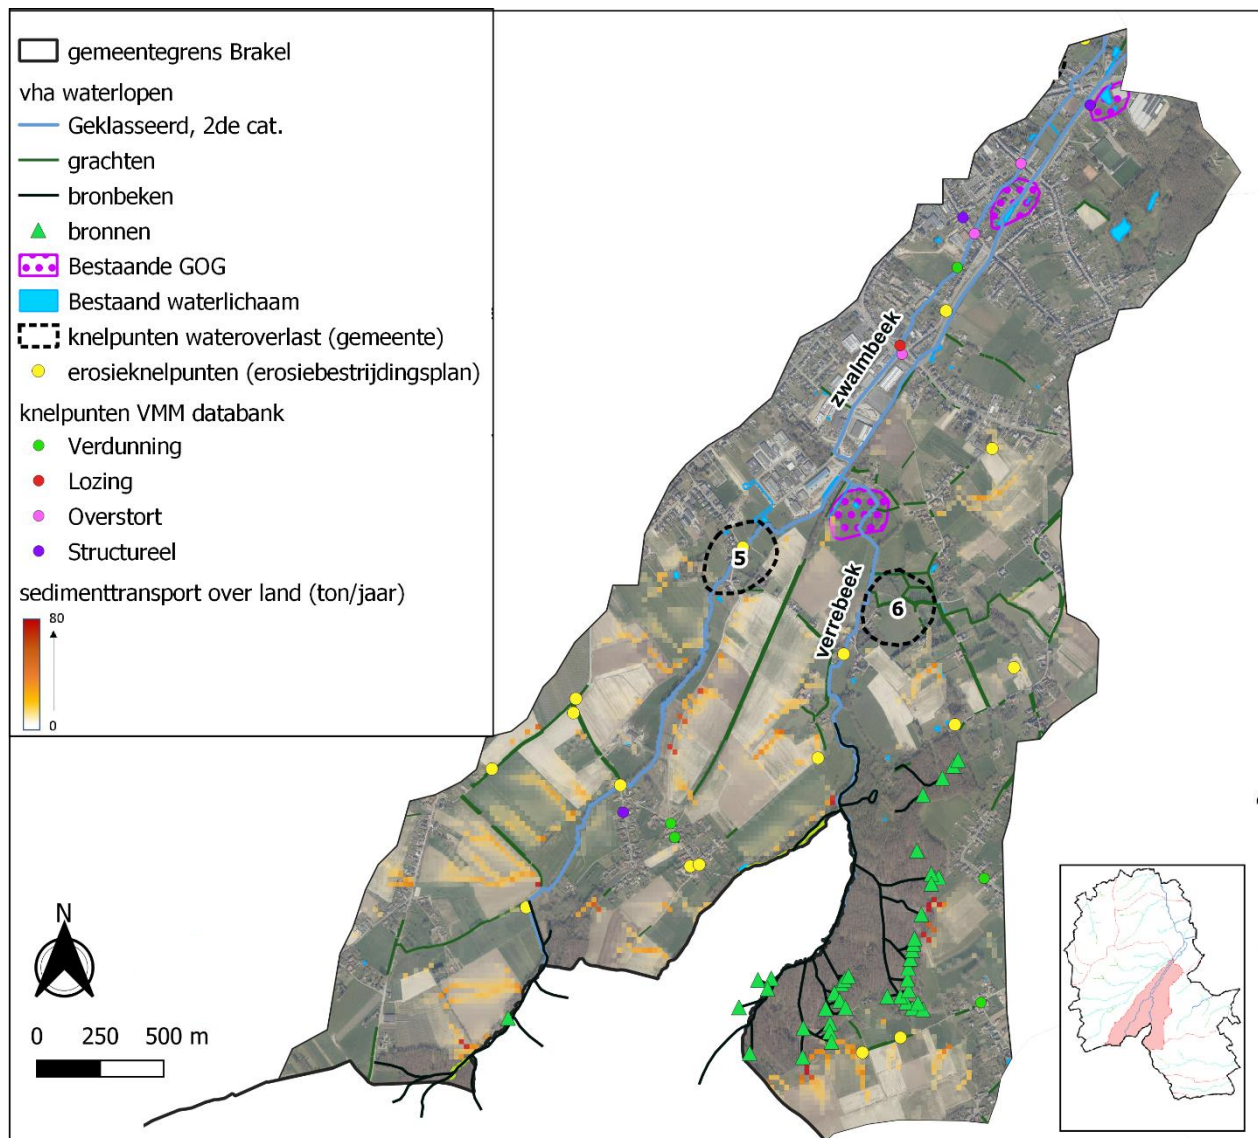 gemeentegrens Brakel
vha waterlopen
Geklasseerd, 2de cat.
grachten
bronbeken
bronnen
Bestaande GOG
Bestaand waterlichaam
knelpunten wateroverlast (gemeente)
erosieknelpunten (erosiebestrijdingsplan)
knelpunten VMM databank
Verdunning
Lozing
Overstort
Structureel
sedimenttransport over land (ton/jaar)
80
0
zwalmbeek
5
verrebeek
6
N
0 250 500 m